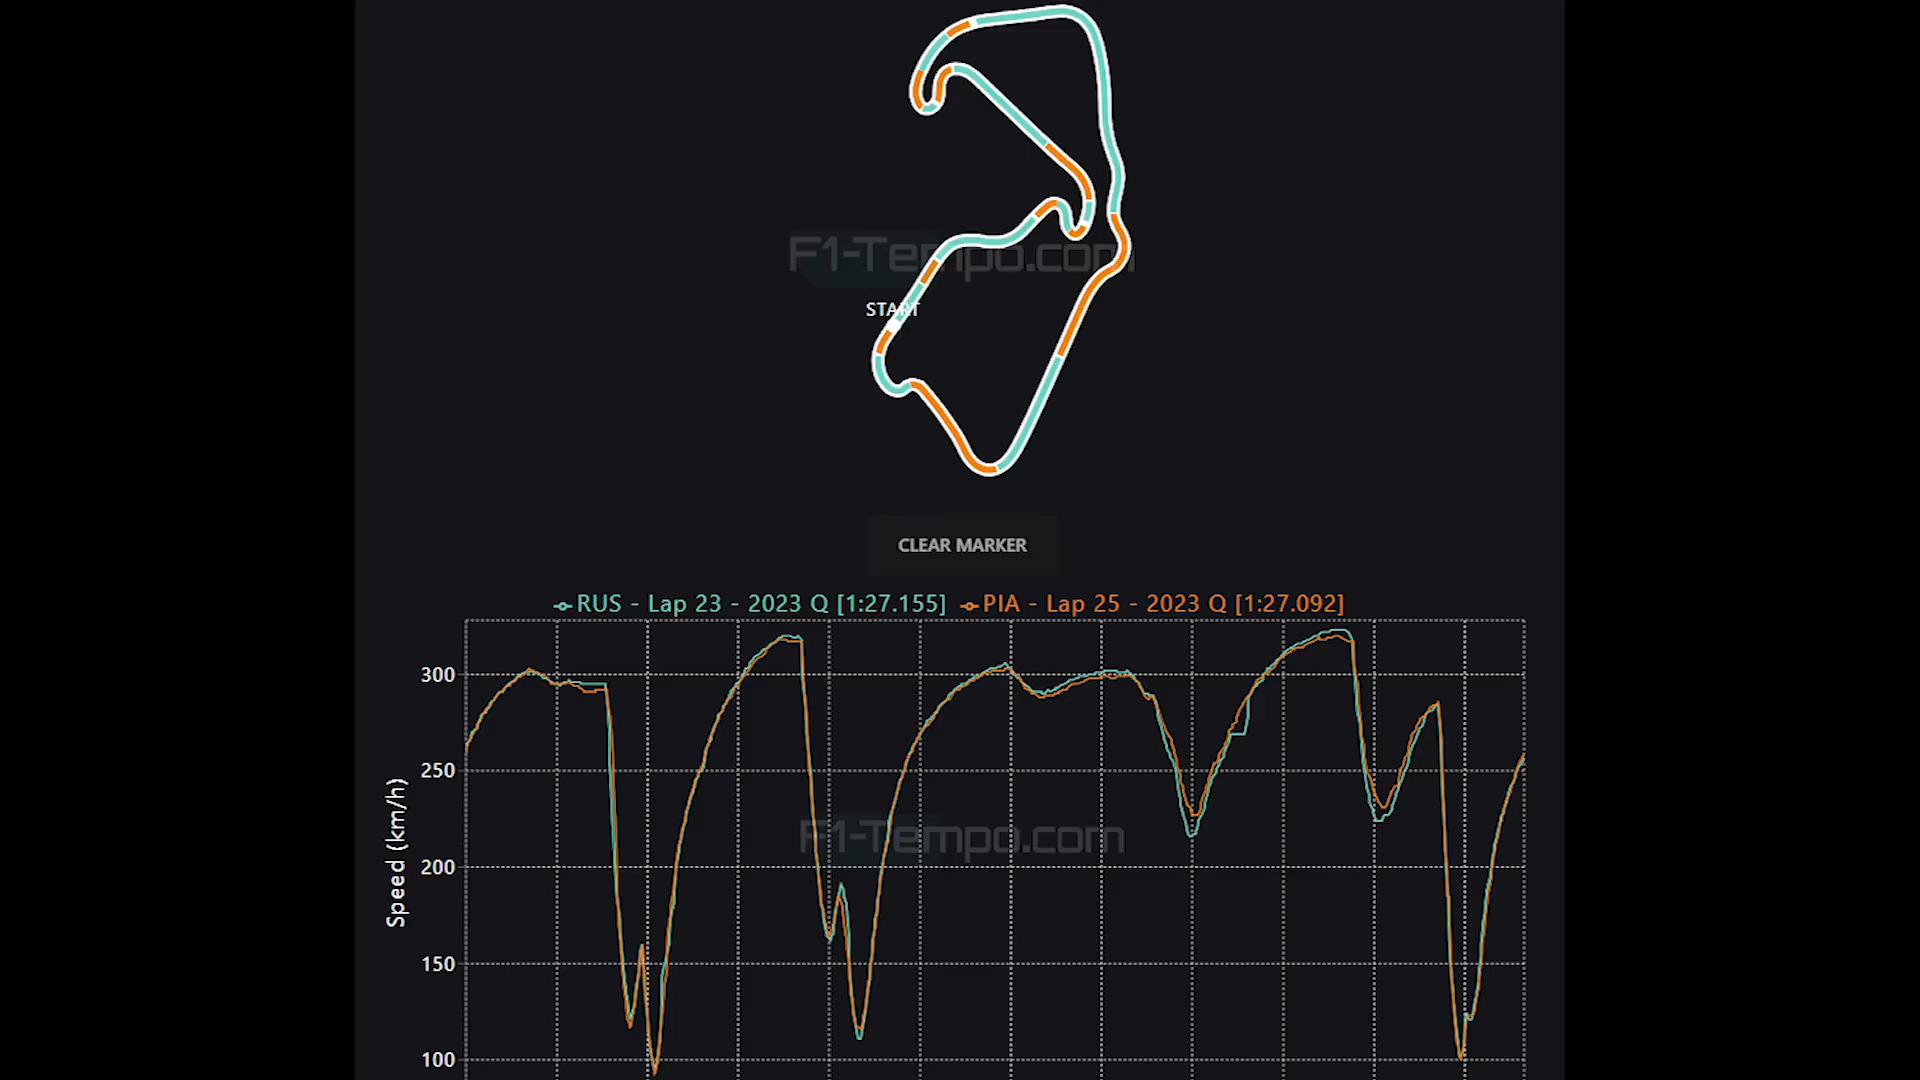 F1-Tempo.com
START
CLEAR MARKER
RUS - Lap 23 - 2023 Q [1:27.155] PIA - Lap 25 - 2023 Q [1:27.092]
300
250
200
150
100
Speed (km/h)
F1-Tempo.com